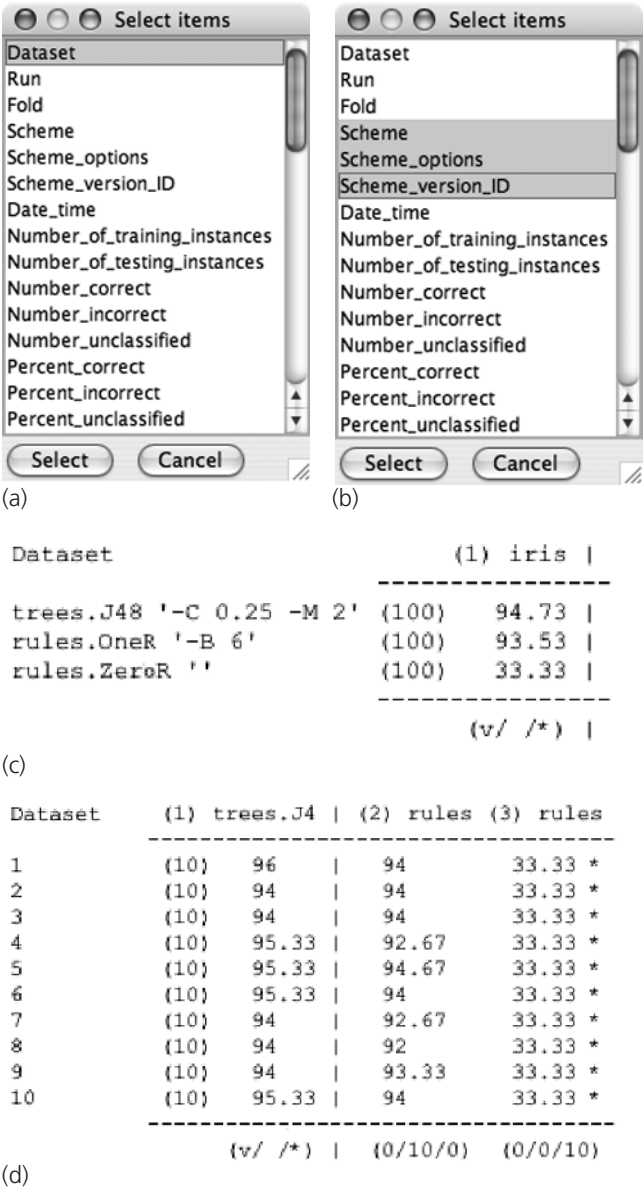 Select items
Dataset
Run
Fold
Scheme
Scheme_options
Scheme_version_ID
Date_time
Number_of_training_instances
Number_of_testing_instances
Number_correct
Number_incorrect
Number_unclassified
Percent_correct
Percent_incorrect
Percent_unclassified
Select Cancel
(a)
Select items
Dataset
Run
Fold
Scheme
Scheme_options
Scheme_version_ID
Date_time
Number_of_training_instances
Number_of_testing_instances
Number_correct
Number_incorrect
Number_unclassified
Percent_correct
Percent_incorrect
Percent_unclassified
Select Cancel
(b)
Dataset (1) iris |
----------------
trees.J48 '-C 0.25 -M 2' (100) 94.73 |
rules.OneR '-B 6' (100) 93.53 |
rules.ZeroR '' (100) 33.33 |
----------------
(v/ /*) |
(c)
Dataset (1) trees.J4 | (2) rules (3) rules
--------------------------------
1 (10) 96 | 94 33.33 *
2 (10) 94 | 94 33.33 *
3 (10) 94 | 94 33.33 *
4 (10) 95.33 | 92.67 33.33 *
5 (10) 95.33 | 94.67 33.33 *
6 (10) 95.33 | 94 33.33 *
7 (10) 94 | 92.67 33.33 *
8 (10) 94 | 92 33.33 *
9 (10) 94 | 93.33 33.33 *
10 (10) 95.33 | 94 33.33 *
--------------------------------
(v/ /*) | (0/10/0) (0/0/10)
(d)